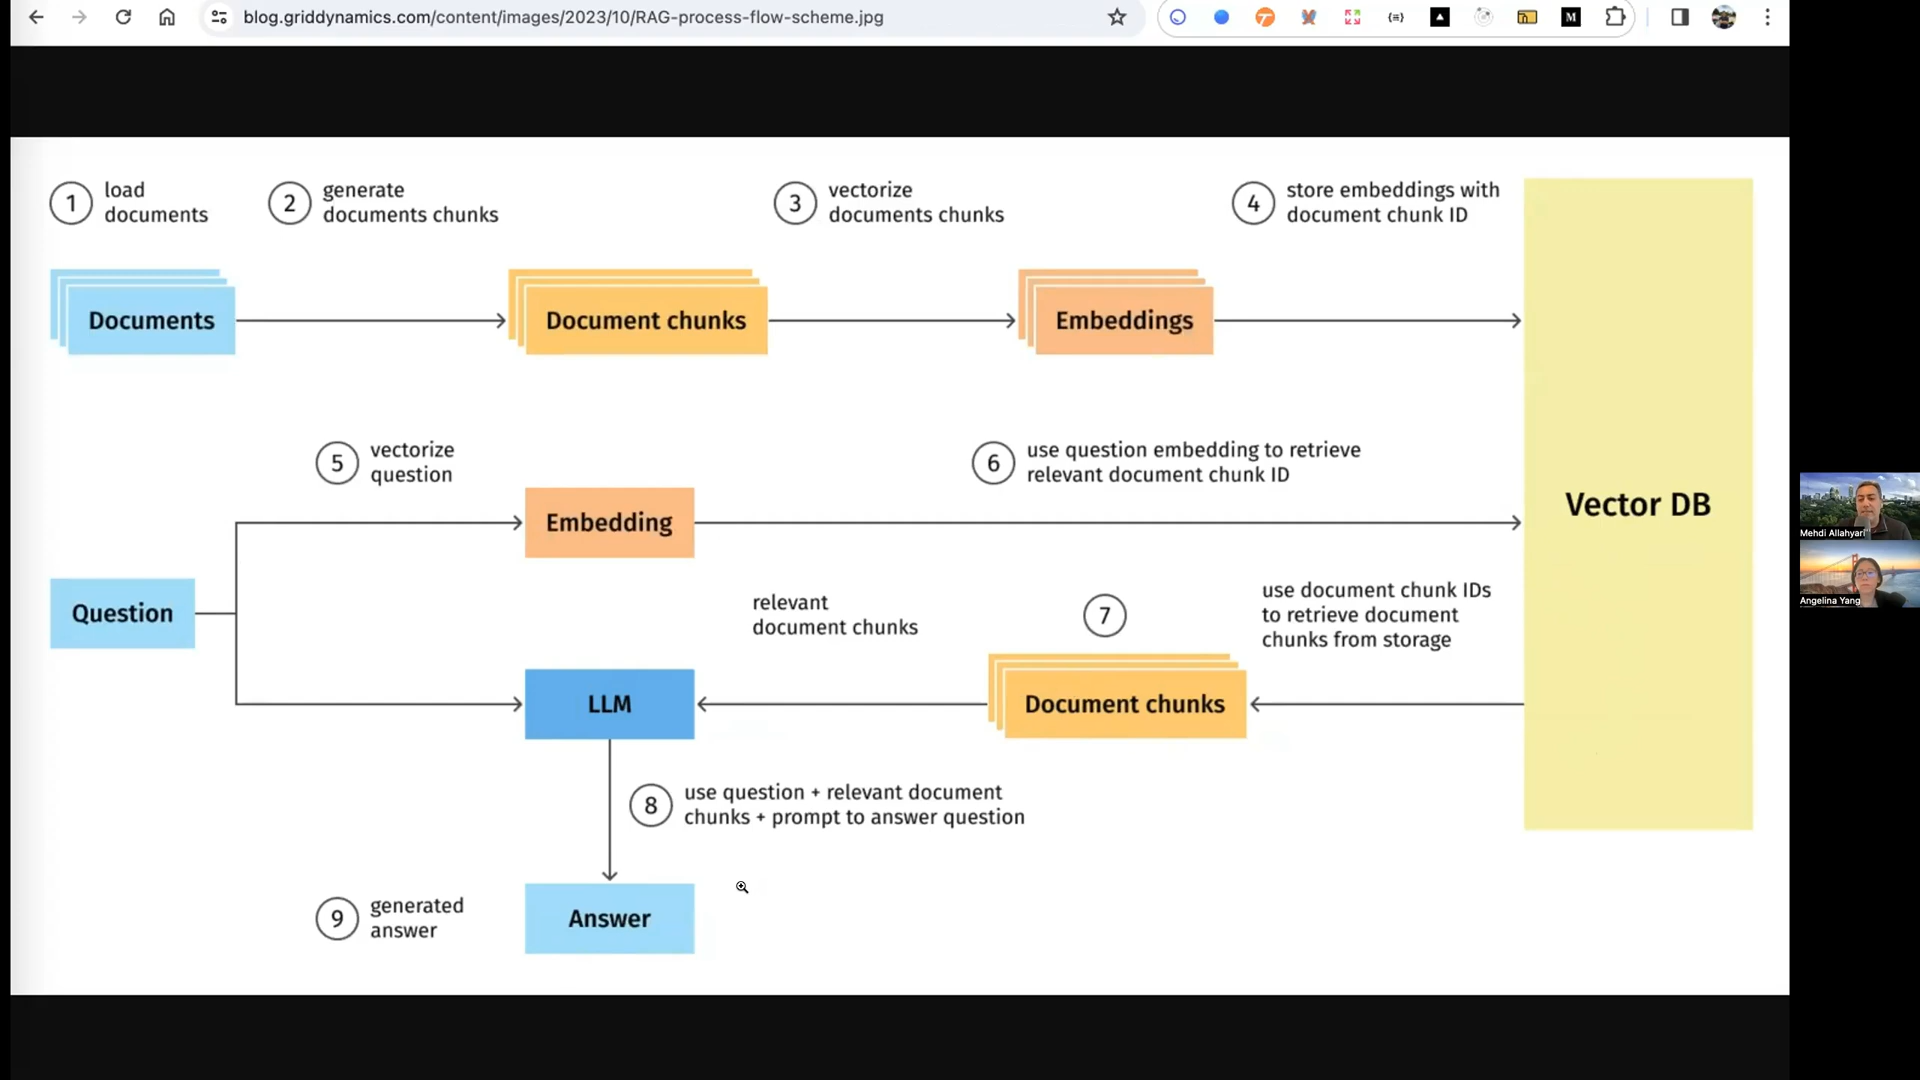 blog.griddynamics.com/content/images/2023/10/RAG-process-flow-scheme.jpg
1
load
documents
2
generate
documents chunks
3
vectorize
documents chunks
4
store embeddings with
document chunk ID
Documents
Document chunks
Embeddings
Vector DB
5
vectorize
question
Embedding
6
use question embedding to retrieve
relevant document chunk ID
Question
relevant
document chunks
7
use document chunk IDs
to retrieve document
chunks from storage
LLM
Document chunks
8
use question + relevant document
chunks + prompt to answer question
9
generated
answer
Answer
Mehdi Allahyari
Angelina Yang